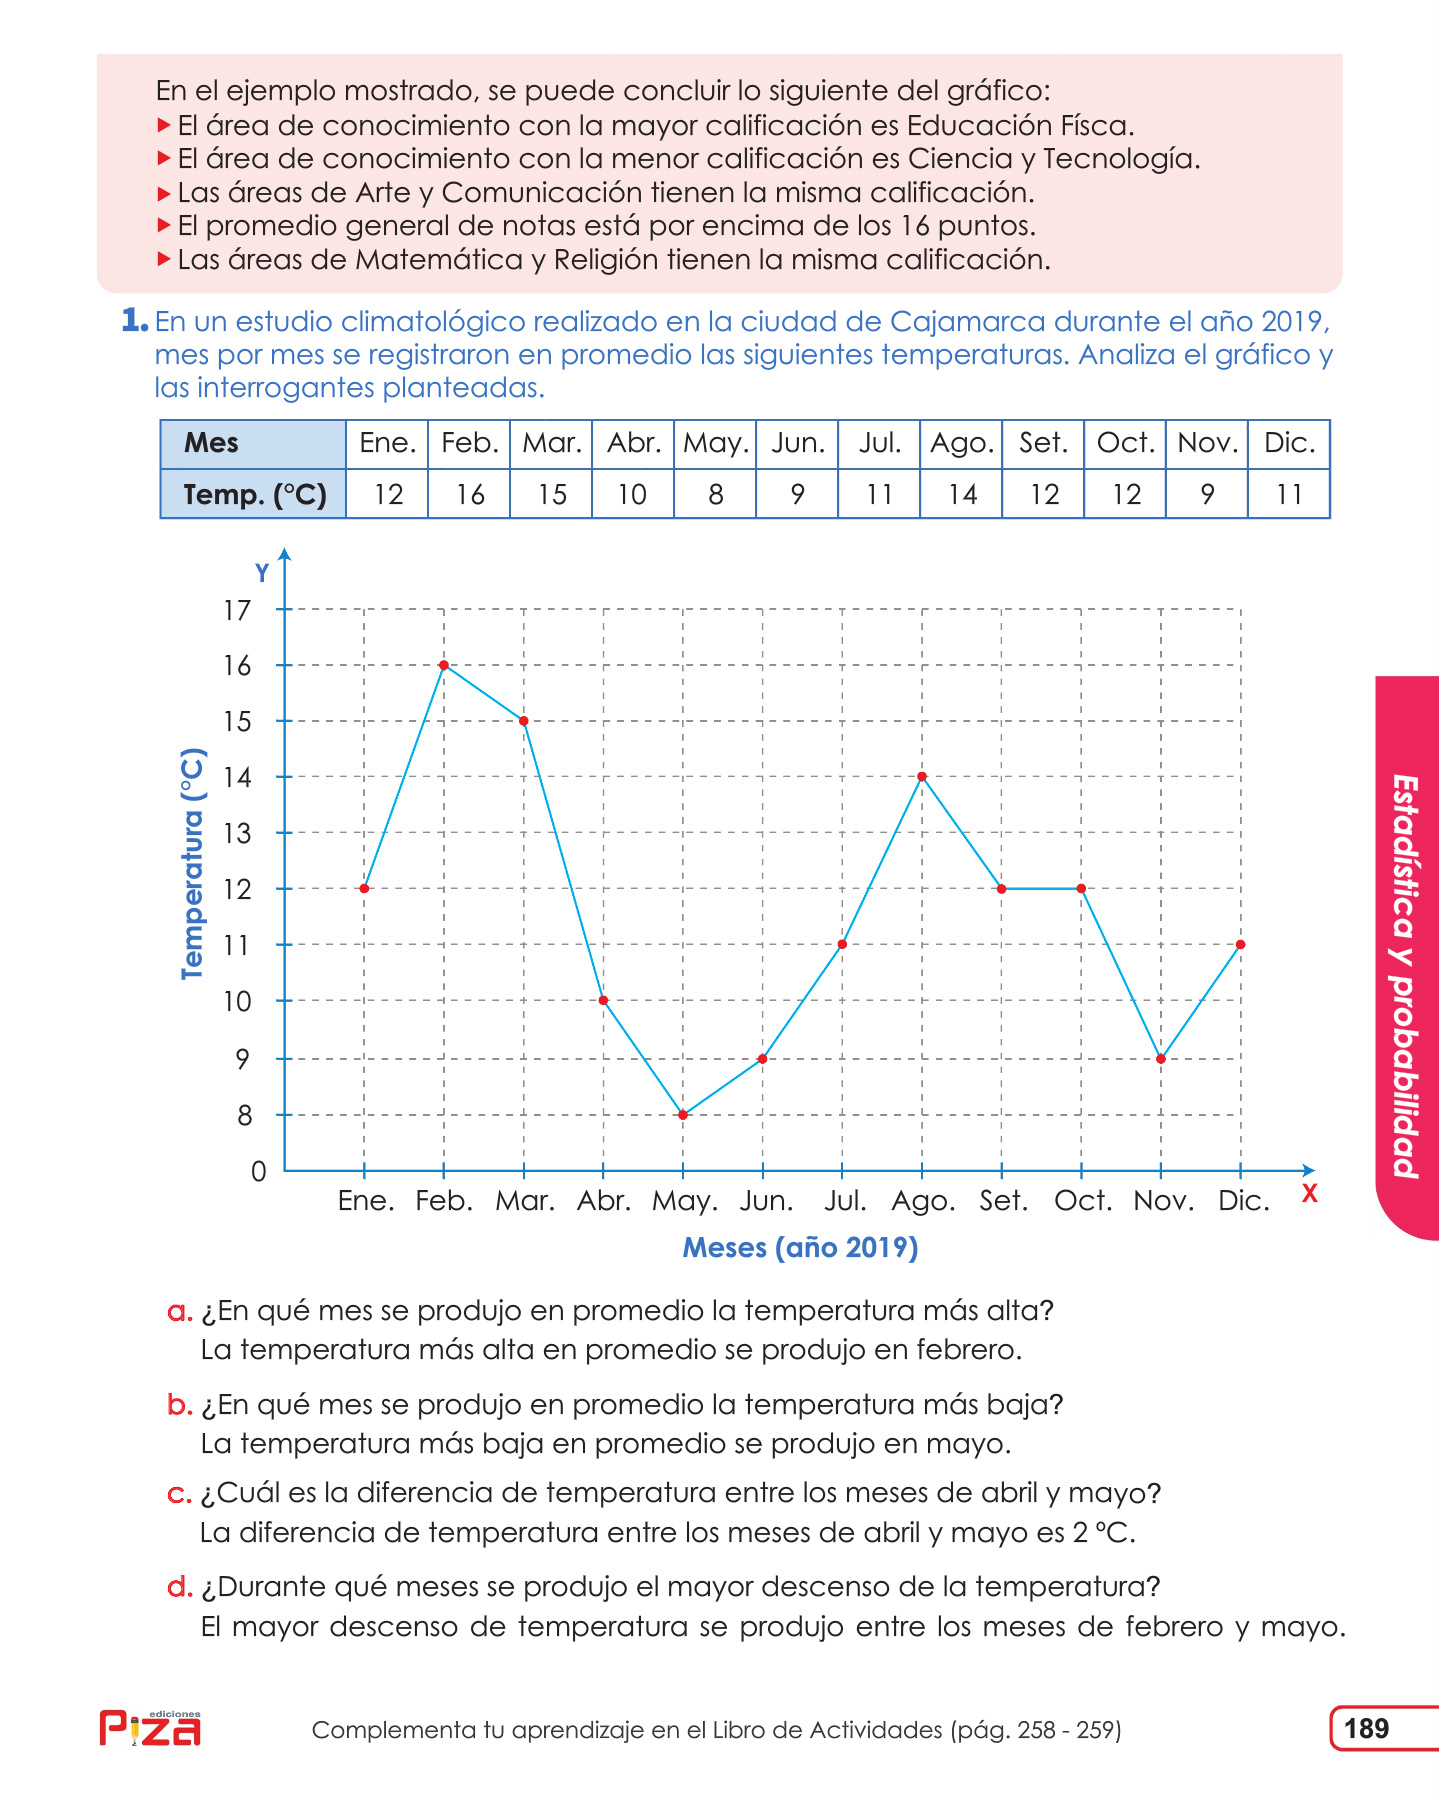 En el ejemplo mostrado, se puede concluir lo siguiente del gráfico:
El área de conocimiento con la mayor calificación es Educación Físca.
El área de conocimiento con la menor calificación es Ciencia y Tecnología.
Las áreas de Arte y Comunicación tienen la misma calificación.
El promedio general de notas está por encima de los 16 puntos.
Las áreas de Matemática y Religión tienen la misma calificación.
1. En un estudio climatológico realizado en la ciudad de Cajamarca durante el año 2019,
mes por mes se registraron en promedio las siguientes temperaturas. Analiza el gráfico y
las interrogantes planteadas.
Mes Ene. Feb. Mar. Abr. May. Jun. Jul. Ago. Set. Oct. Nov. Dic.
Temp. (°C) 12 16 15 10 8 9 11 14 12 12 9 11
Y
17
16
15
14
13
12
11
10
9
8
0
Temperatura (°C)
Ene. Feb. Mar. Abr. May. Jun. Jul. Ago. Set. Oct. Nov. Dic.
X
Meses (año 2019)
a. ¿En qué mes se produjo en promedio la temperatura más alta?
La temperatura más alta en promedio se produjo en febrero.
b. ¿En qué mes se produjo en promedio la temperatura más baja?
La temperatura más baja en promedio se produjo en mayo.
c. ¿Cuál es la diferencia de temperatura entre los meses de abril y mayo?
La diferencia de temperatura entre los meses de abril y mayo es 2 ºC.
d. ¿Durante qué meses se produjo el mayor descenso de la temperatura?
El mayor descenso de temperatura se produjo entre los meses de febrero y mayo.
Estadística y probabilidad
ediciones
Piza
Complementa tu aprendizaje en el Libro de Actividades (pág. 258 - 259)
189